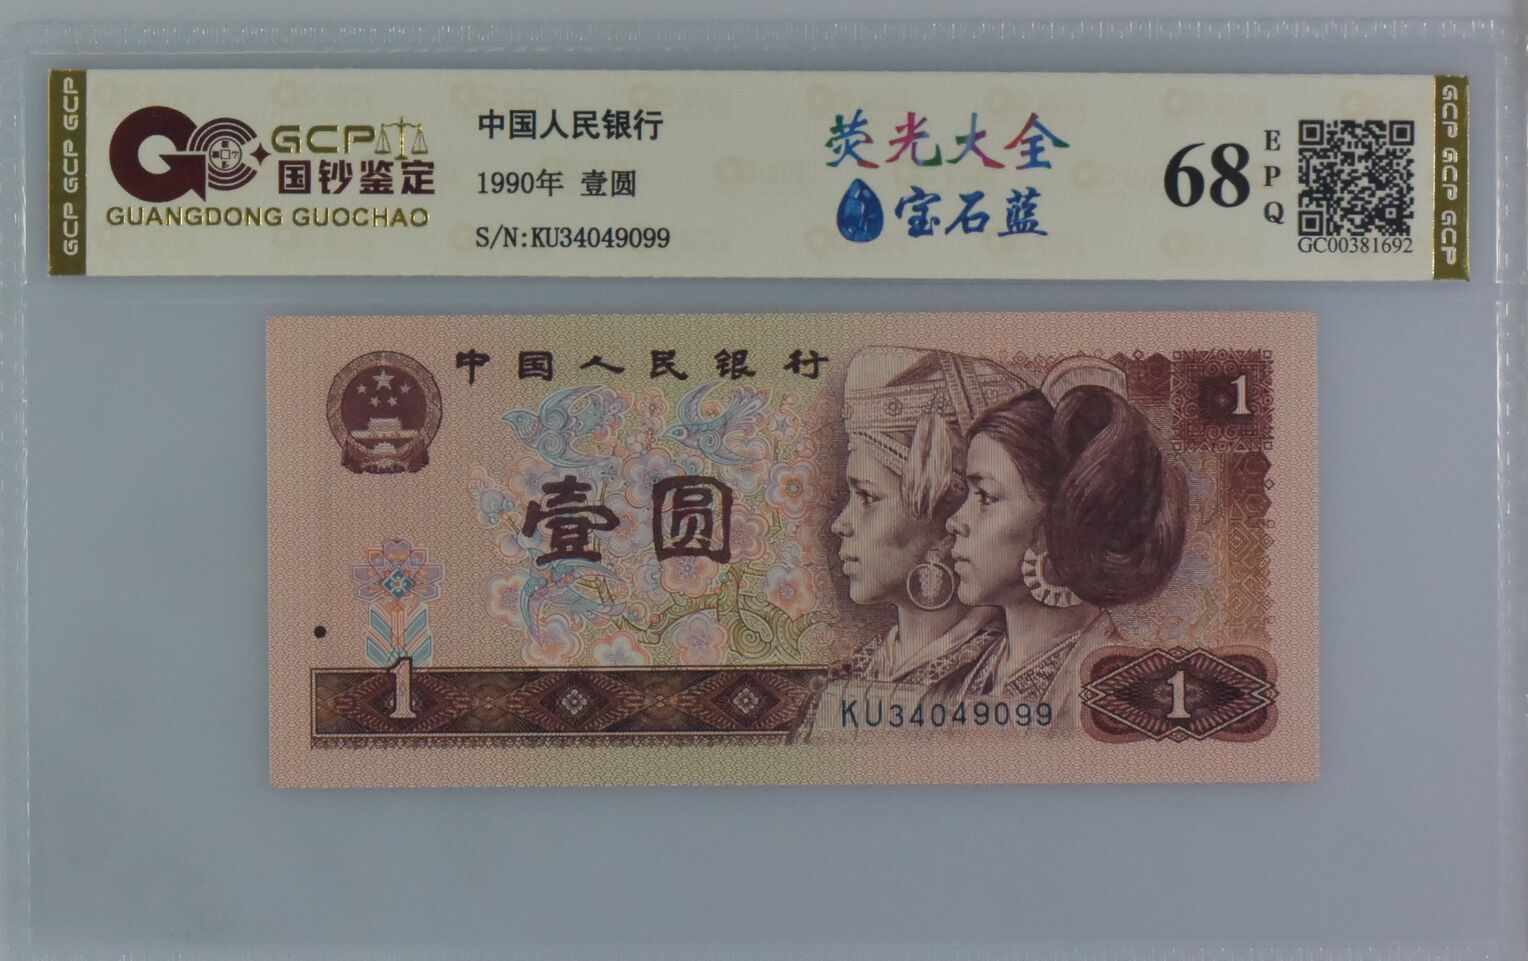 GCP GCP GCP
GCP
国钞鉴定
GUANGDONG GUOCHAO
中国人民银行
1990年 壹圆
S/N:KU34049099
荧光大全
宝石蓝
68
EPQ
GC00381692
GCP GCP GCP
中国人民银行
1
壹圆
1
KU34049099
1